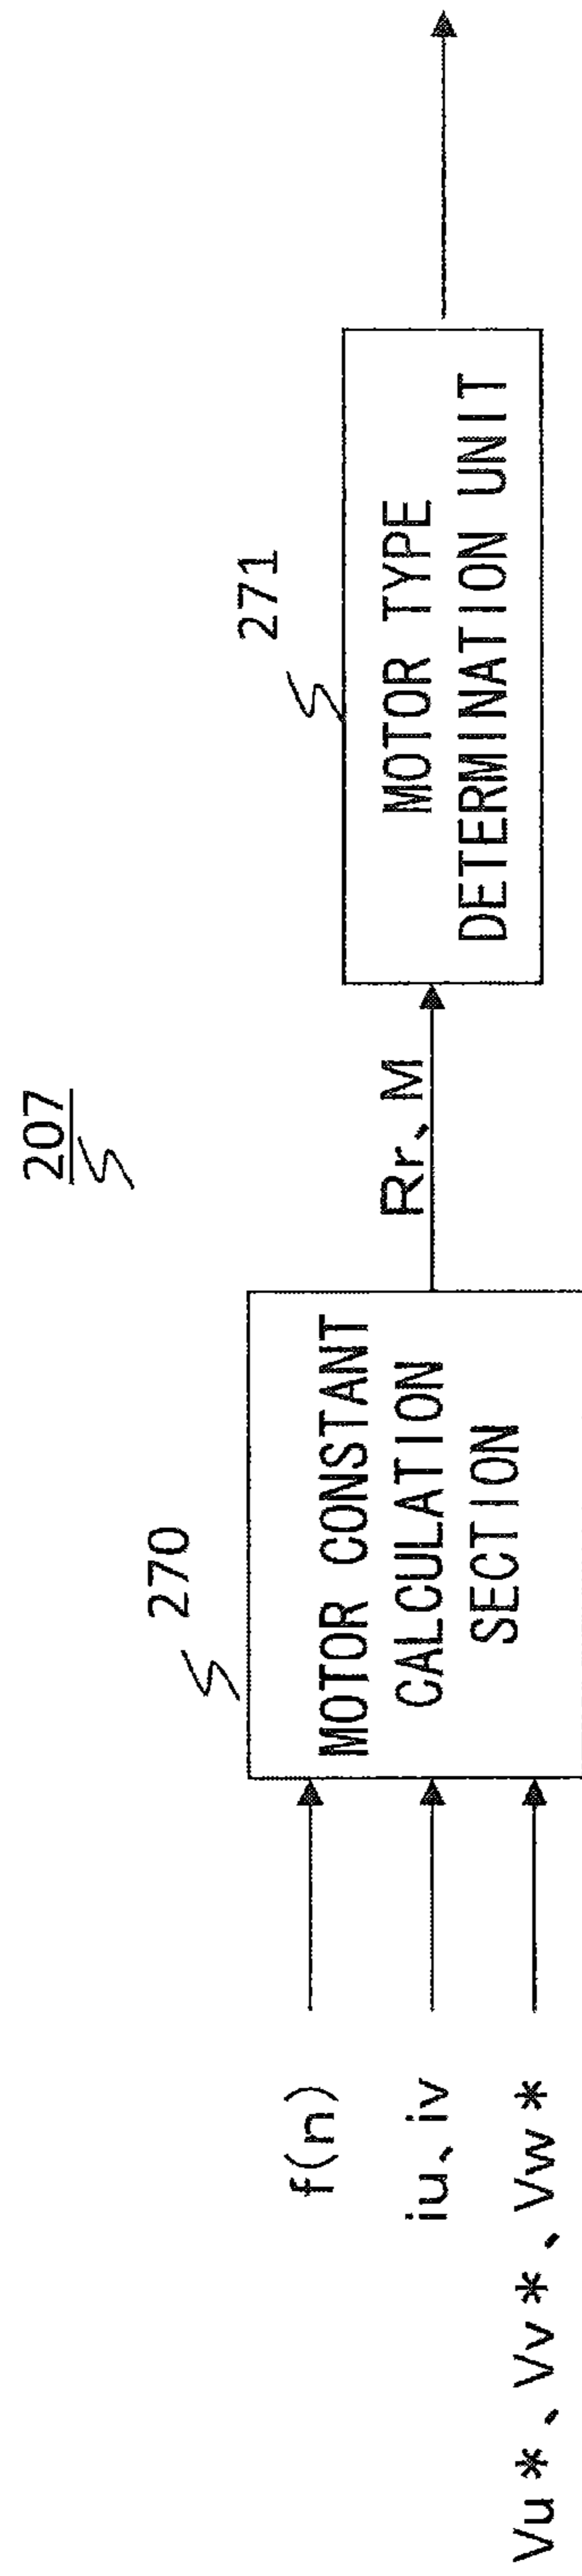 207
270
MOTOR CONSTANT
CALCULATION
SECTION
f(n)
iu、iv
Vu*、Vv*、Vw*
Rr、M
271
MOTOR TYPE
DETERMINATION UNIT